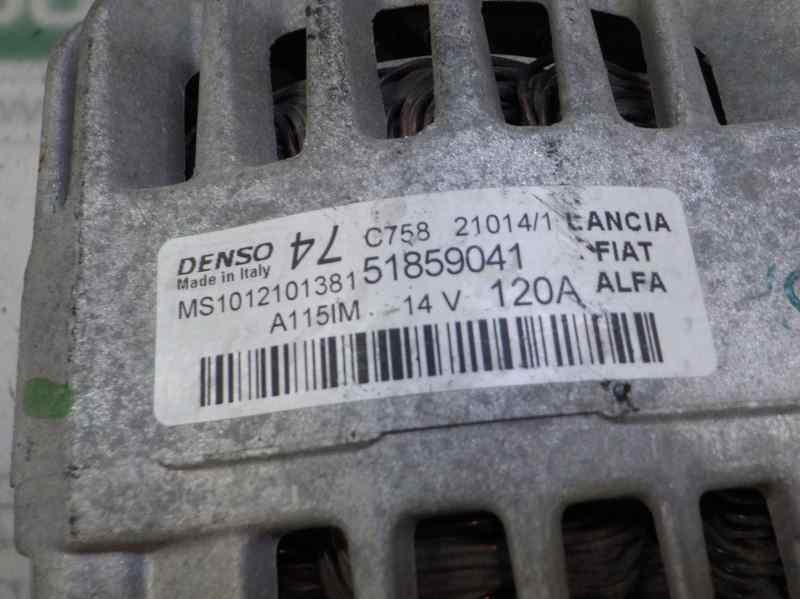 DENSO 74 C758 21014/1 LANCIA
Made in Italy 51859041 FIAT
MS1012101381
A115IM 14 V 120A ALFA